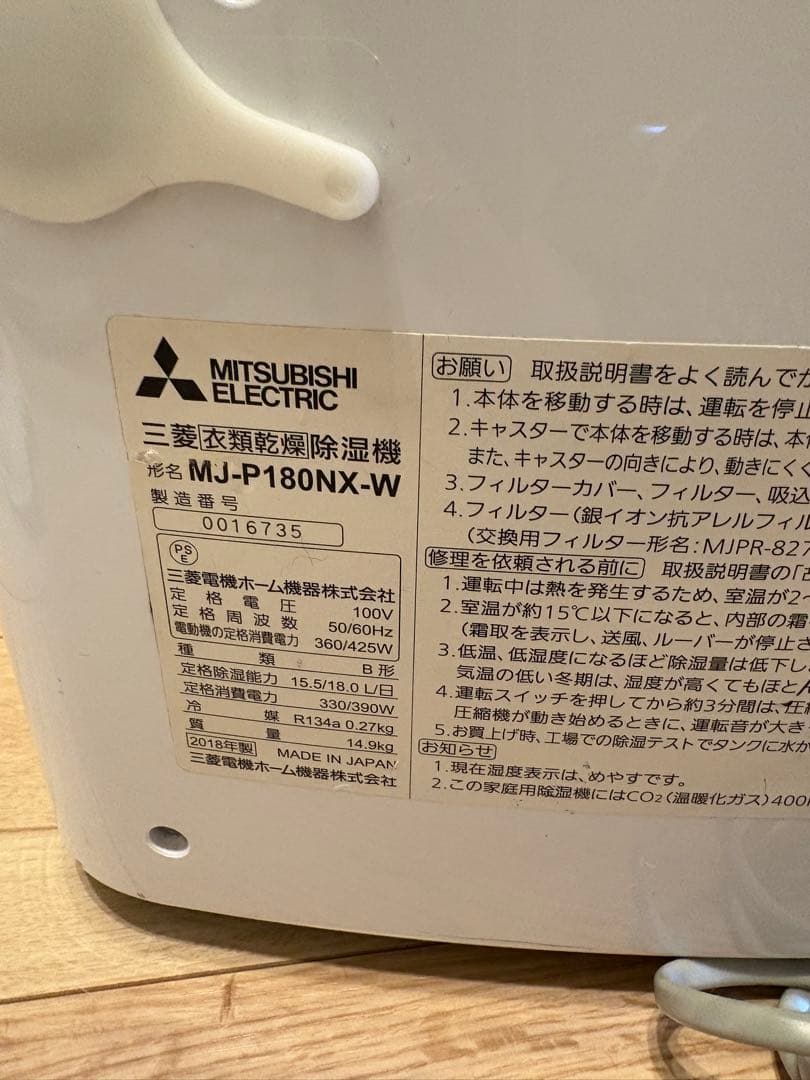 MITSUBISHI
ELECTRIC
三菱衣類乾燥除湿機
形名 MJ-P180NX-W
製造番号
0016735
PS
E
三菱電機ホーム機器株式会社
定格電圧 100V
定格周波数 50/60Hz
電動機の定格消費電力 360/425W
種類 B形
定格除湿能力 15.5/18.0 L/日
定格消費電力 330/390W
冷媒 R134a 0.27kg
質量 14.9kg
2018年製 MADE IN JAPAN
三菱電機ホーム機器株式会社
お願い 取扱説明書をよく読んでか
1.本体を移動する時は、運転を停止
2.キャスターで本体を移動する時は、本
また、キャスターの向きにより、動きにく
3.フィルターカバー、フィルター、吸込
4.フィルター(銀イオン抗アレルフィル
(交換用フィルター形名:MJPR-827
修理を依頼される前に 取扱説明書の「
1.運転中は熱を発生するため、室温が2~
2.室温が約15℃以下になると、内部の霜
(霜取を表示し、送風、ルーバーが停止さ
3.低温、低湿度になるほど除湿量は低下し
気温の低い冬期は、湿度が高くてもほとん
4.運転スイッチを押してから約3分間は、圧縮
圧縮機が動き始めるときに、運転音が大き
5.お買上げ時、工場での除湿テストでタンクに水が
お知らせ
1.現在湿度表示は、めやすです。
2.この家庭用除湿機にはCO₂(温暖化ガス)400